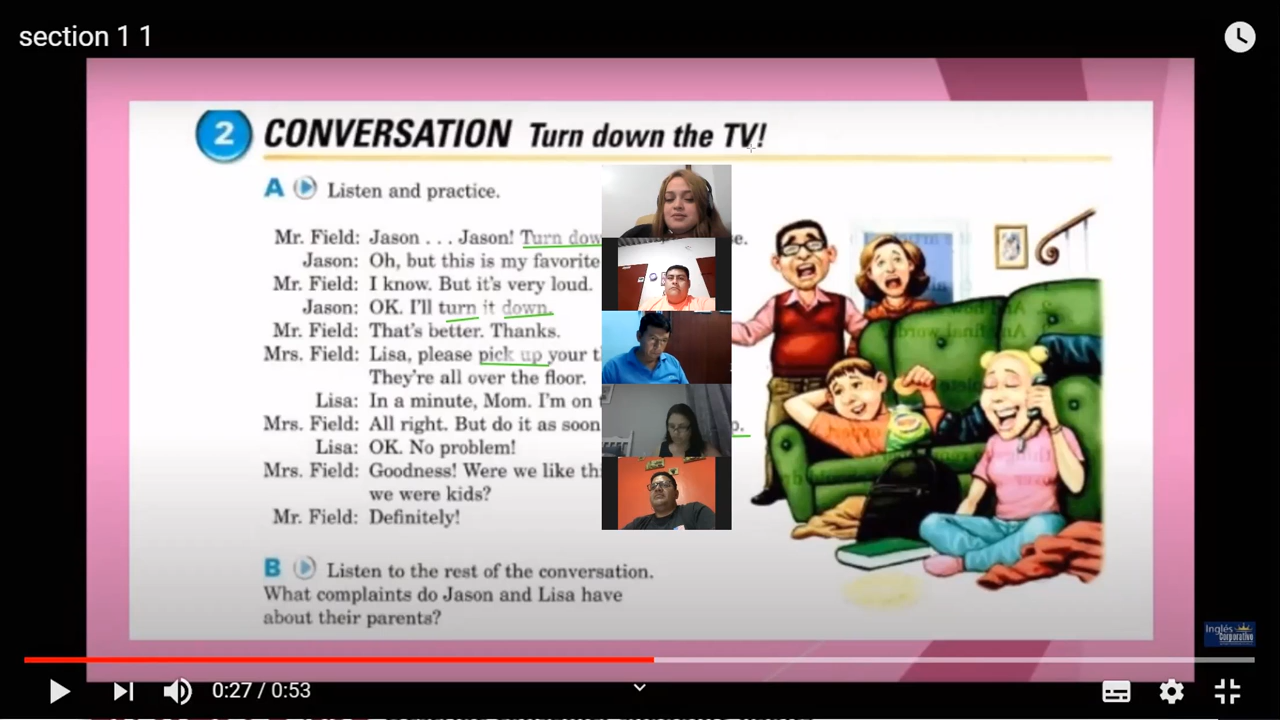 section 1 1
2 CONVERSATION Turn down the TV!
A Listen and practice.
Mr. Field: Jason . . . Jason! Turn
Jason: Oh, but this is my favorite
Mr. Field: I know. But it's very loud.
Jason: OK. I'll turn it down.
Mr. Field: That's better. Thanks.
Mrs. Field: Lisa, please pick up your
They're all over the floor.
Lisa: In a minute, Mom. I'm on
Mrs. Field: All right. But do it as soon
Lisa: OK. No problem!
Mrs. Field: Goodness! Were we like
we were kids?
Mr. Field: Definitely!
B Listen to the rest of the conversation.
What complaints do Jason and Lisa have
about their parents?
Inglés
Corporativo
0:27 / 0:53